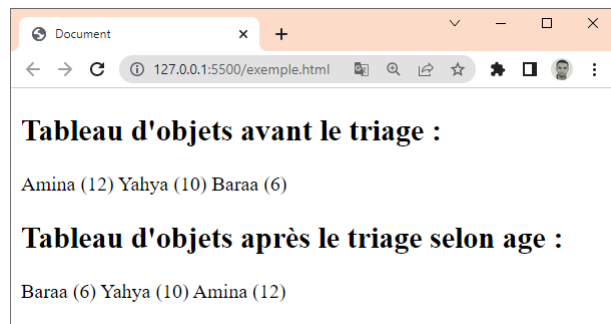 Document
127.0.0.1:5500/exemple.html
Tableau d'objets avant le triage :
Amina (12) Yahya (10) Baraa (6)
Tableau d'objets après le triage selon age :
Baraa (6) Yahya (10) Amina (12)